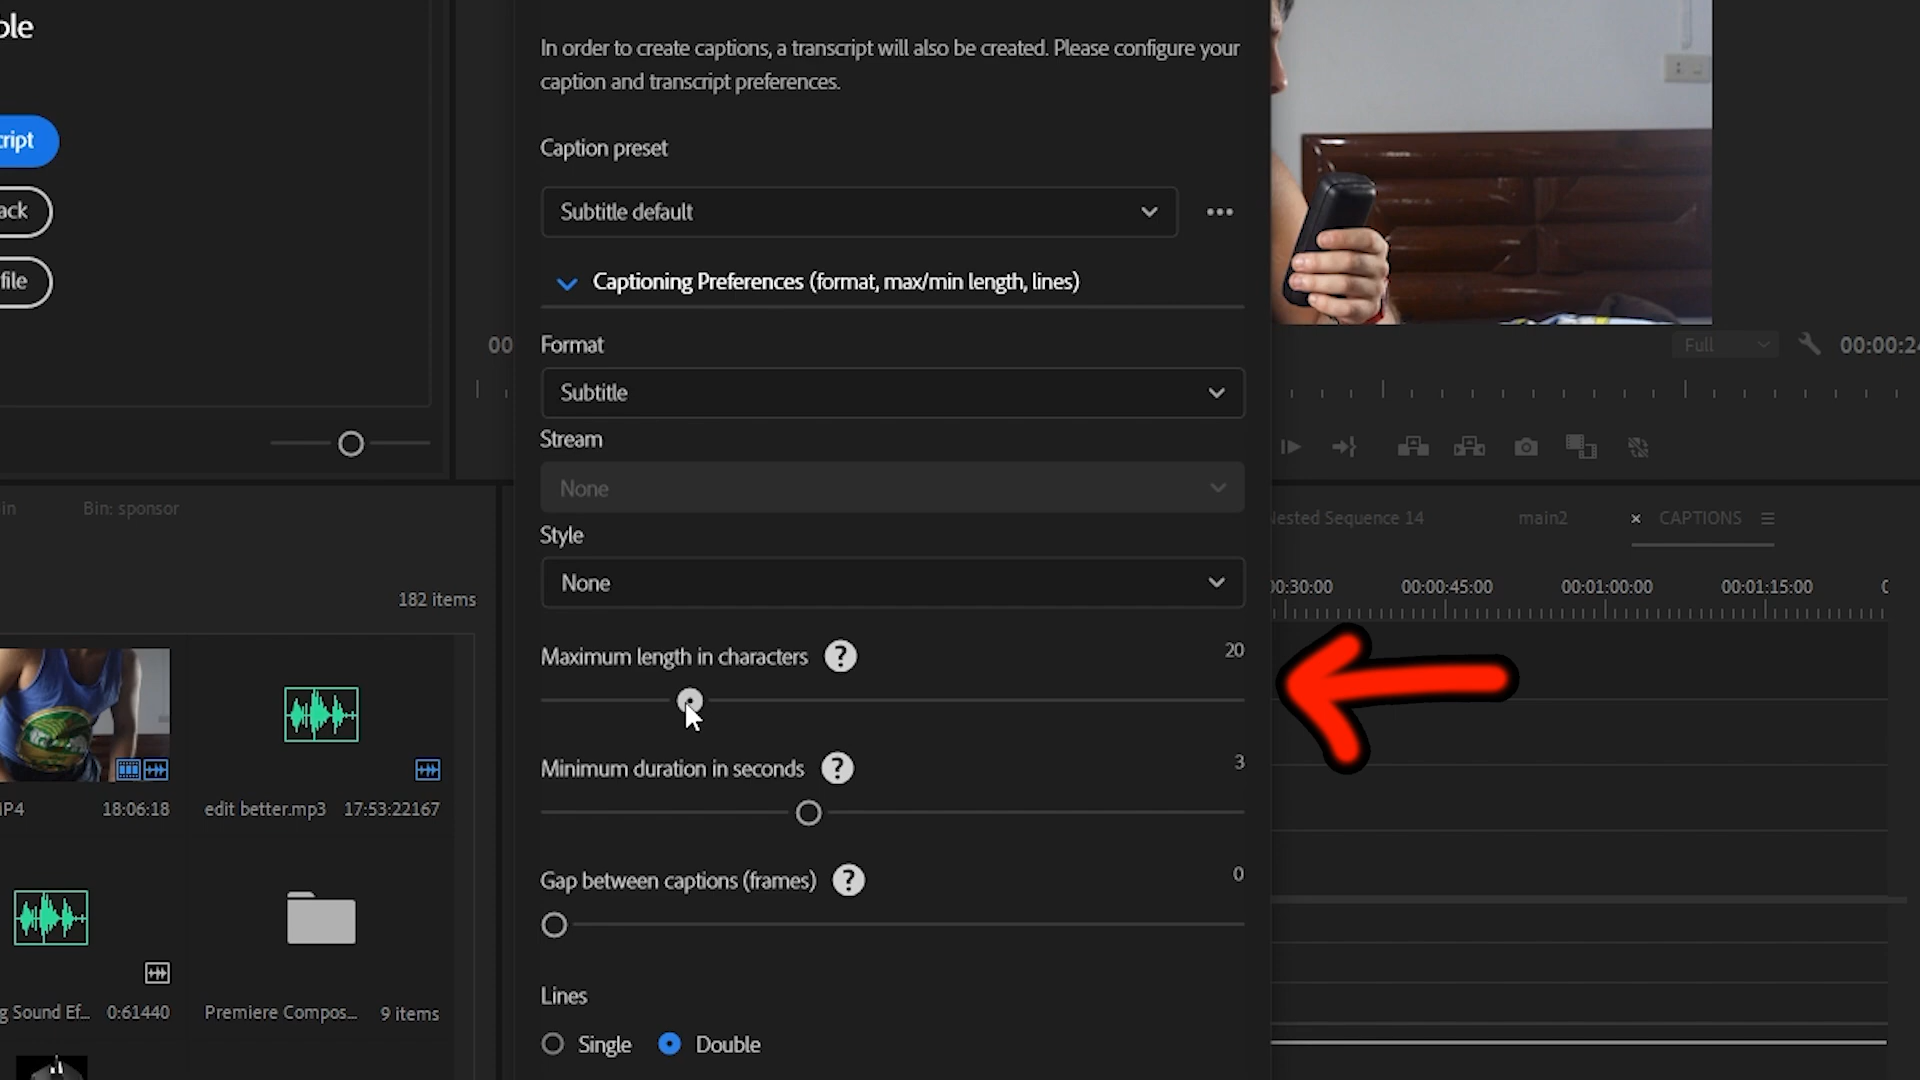 ble
cript
ack
file
In order to create captions, a transcript will also be created. Please configure your
caption and transcript preferences.
Caption preset
Subtitle default
Captioning Preferences (format, max/min length, lines)
Format
Subtitle
Stream
None
Style
None
Maximum length in characters ? 20
Minimum duration in seconds ? 3
Gap between captions (frames) ? 0
Lines
Single
Double
00
Full
00:00:24
in
Bin: sponsor
182 items
IP4 18:06:18
edit better.mp3 17:53:22167
g Sound Ef... 0:61440
Premiere Compos... 9 items
Nested Sequence 14
main2
× CAPTIONS
00:30:00
00:00:45:00
00:01:00:00
00:01:15:00